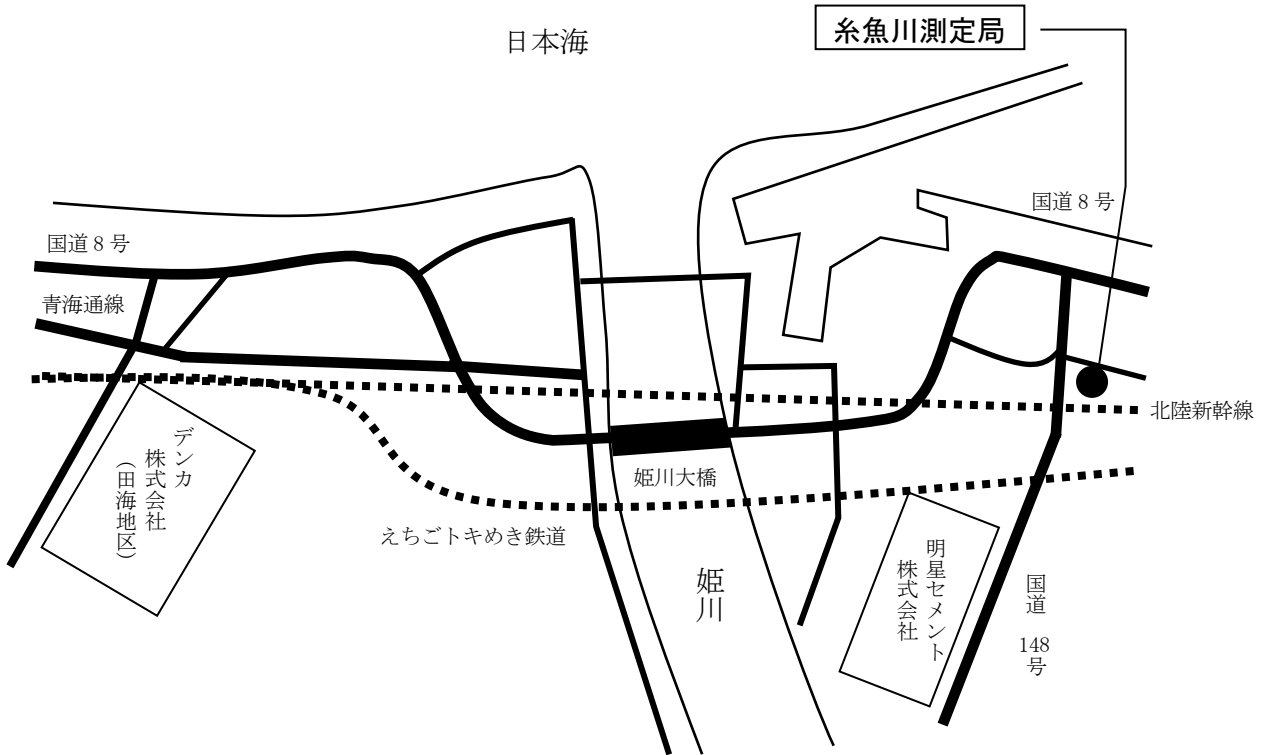 日本海
糸魚川測定局
国道８号
国道８号
青海通線
北陸新幹線
デンカ
株式会社
（田海地区）
姫川大橋
えちごトキめき鉄道
姫川
明星セメント
株式会社
国道
148
号